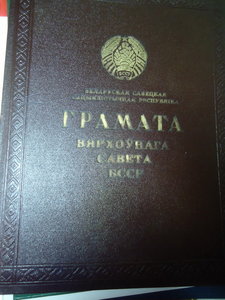 БЕЛАРУСКАЯ САВЕЦКАЯ
САЦЫЯЛІСТЫЧНАЯ РЭСПУБЛІКА
ГРАМАТА
ВЯРХОЎНАГА
САВЕТА
БССР